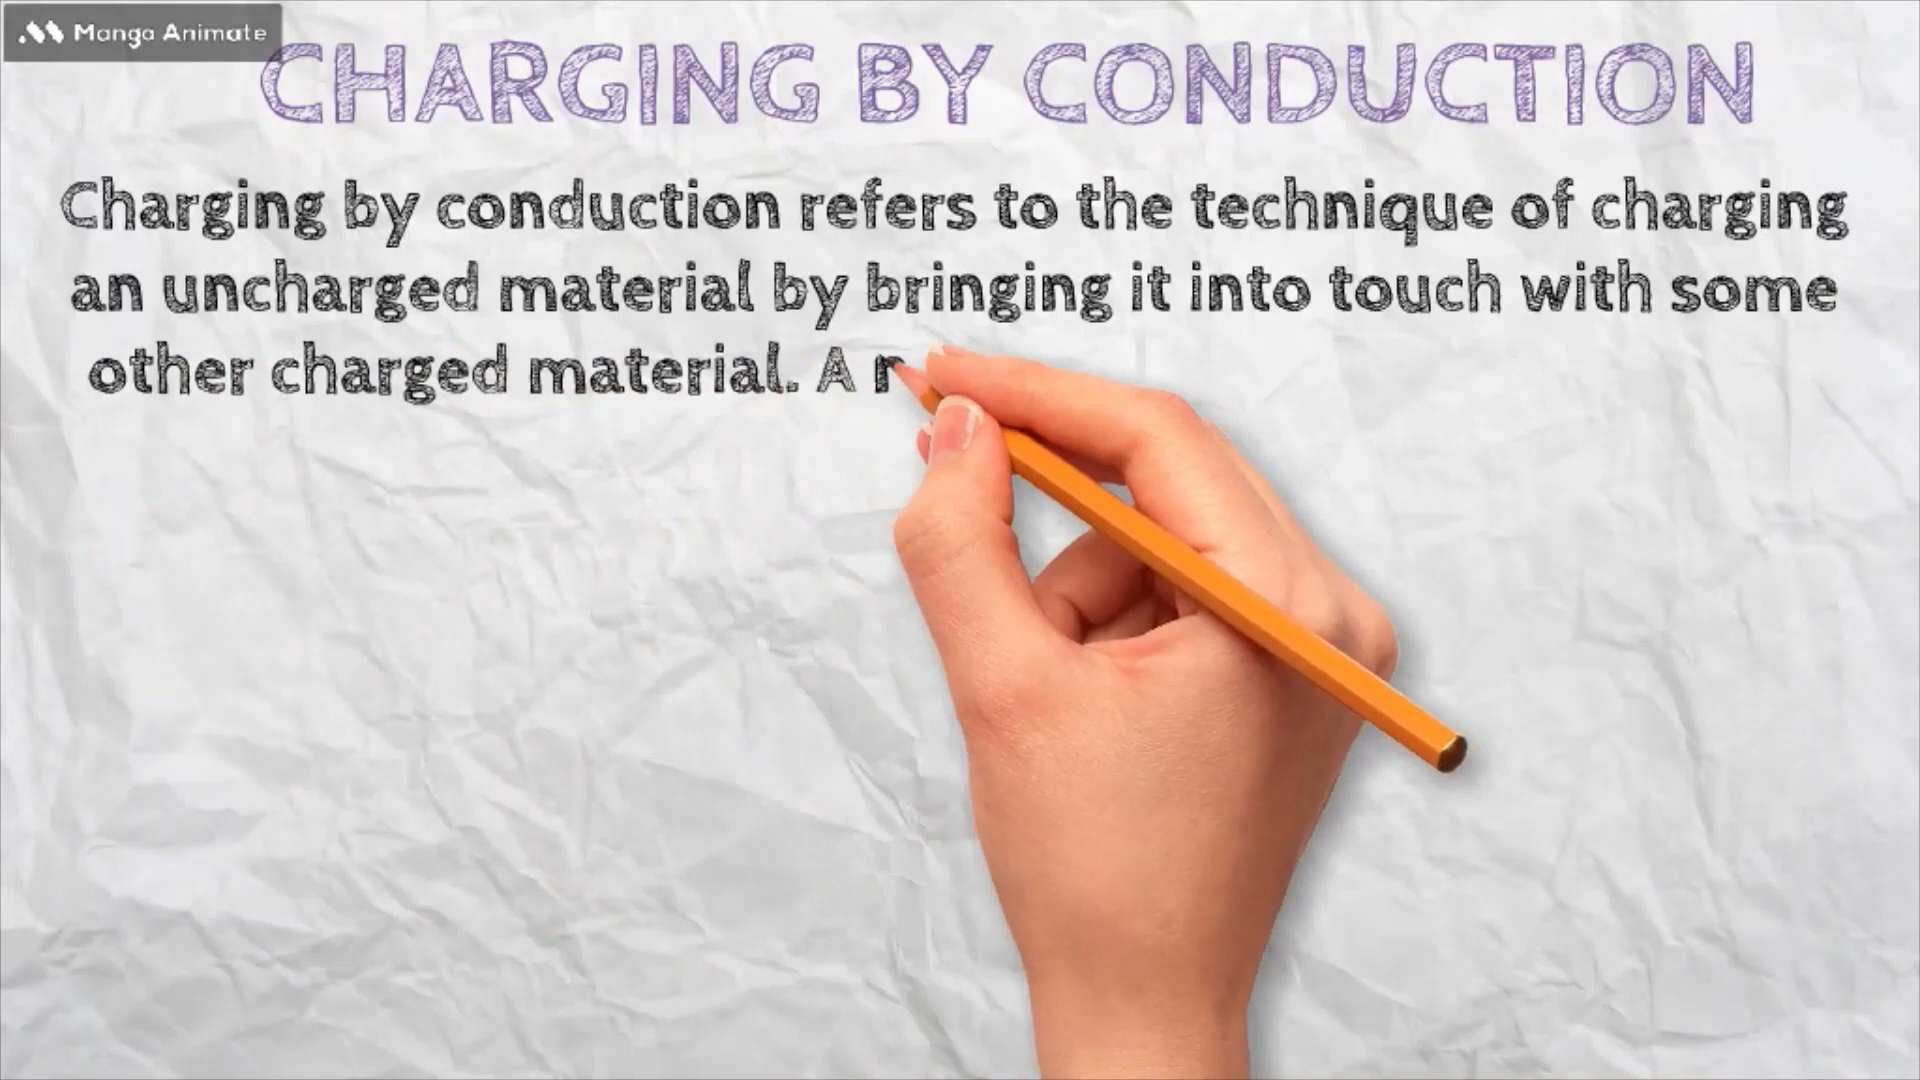 Manga Animate
CHARGING BY CONDUCTION
Charging by conduction refers to the technique of charging
an uncharged material by bringing it into touch with some
other charged material. A